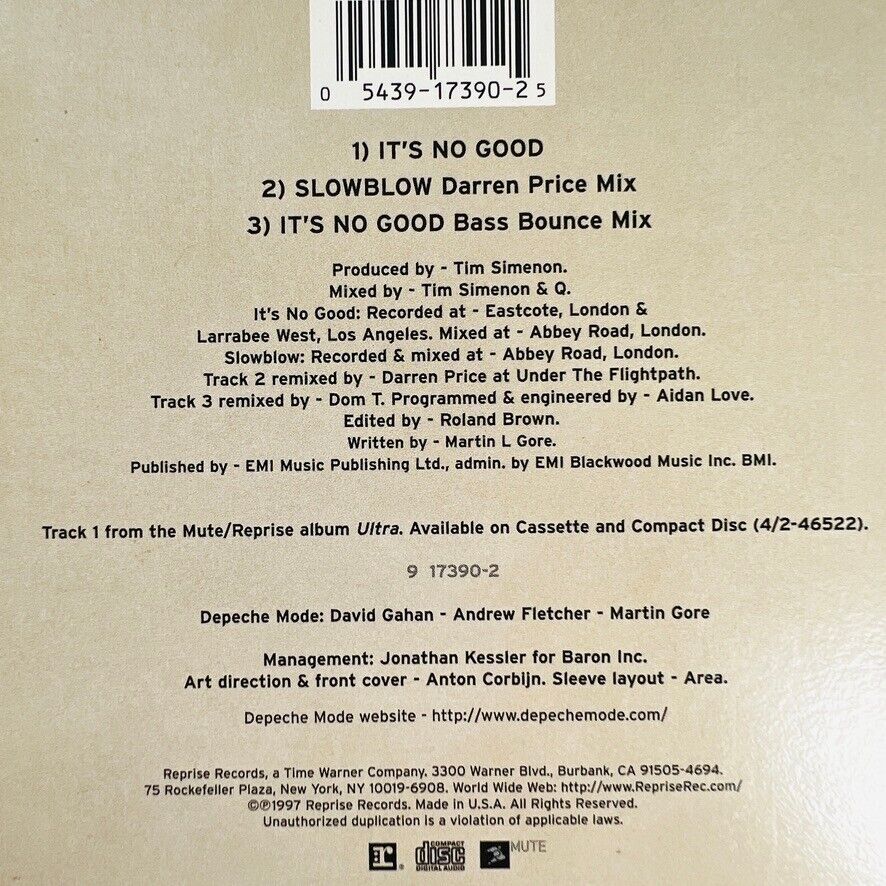 0 5439-17390-2 5
1) IT'S NO GOOD
2) SLOWBLOW Darren Price Mix
3) IT'S NO GOOD Bass Bounce Mix
Produced by - Tim Simenon.
Mixed by - Tim Simenon & Q.
It's No Good: Recorded at - Eastcote, London &
Larrabee West, Los Angeles. Mixed at - Abbey Road, London.
Slowblow: Recorded & mixed at - Abbey Road, London.
Track 2 remixed by - Darren Price at Under The Flightpath.
Track 3 remixed by - Dom T. Programmed & engineered by - Aidan Love.
Edited by - Roland Brown.
Written by - Martin L Gore.
Published by - EMI Music Publishing Ltd., admin. by EMI Blackwood Music Inc. BMI.
Track 1 from the Mute/Reprise album Ultra. Available on Cassette and Compact Disc (4/2-46522).
9 17390-2
Depeche Mode: David Gahan - Andrew Fletcher - Martin Gore
Management: Jonathan Kessler for Baron Inc.
Art direction & front cover - Anton Corbijn. Sleeve layout - Area.
Depeche Mode website - http://www.depechemode.com/
Reprise Records, a Time Warner Company. 3300 Warner Blvd., Burbank, CA 91505-4694.
75 Rockefeller Plaza, New York, NY 10019-6908. World Wide Web: http://www.RepriseRec.com/
©℗1997 Reprise Records. Made in U.S.A. All Rights Reserved.
Unauthorized duplication is a violation of applicable laws.
r ® COMPACT disc DIGITAL AUDIO MUTE